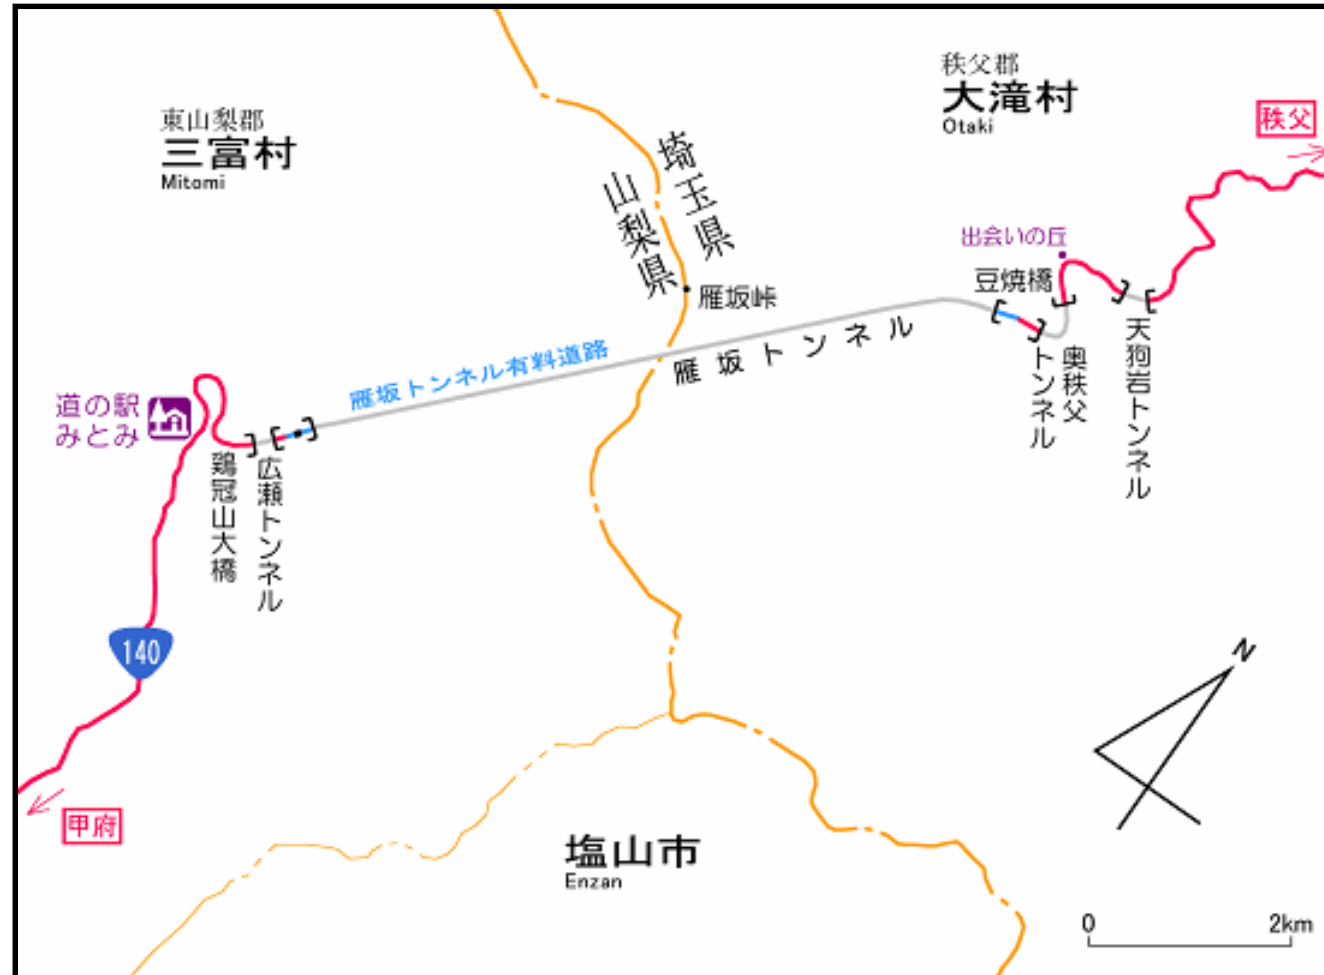 秩父郡
大滝村
Otaki
秩父
東山梨郡
三富村
Mitomi
埼玉県
山梨県
出会いの丘
豆焼橋
雁坂峠
雁坂トンネル
雁坂トンネル有料道路
天狗岩トンネル
奥秩父
トンネル
道の駅
みとみ
鶏冠山大橋
広瀬トンネル
140
N
甲府
塩山市
Enzan
0 2km